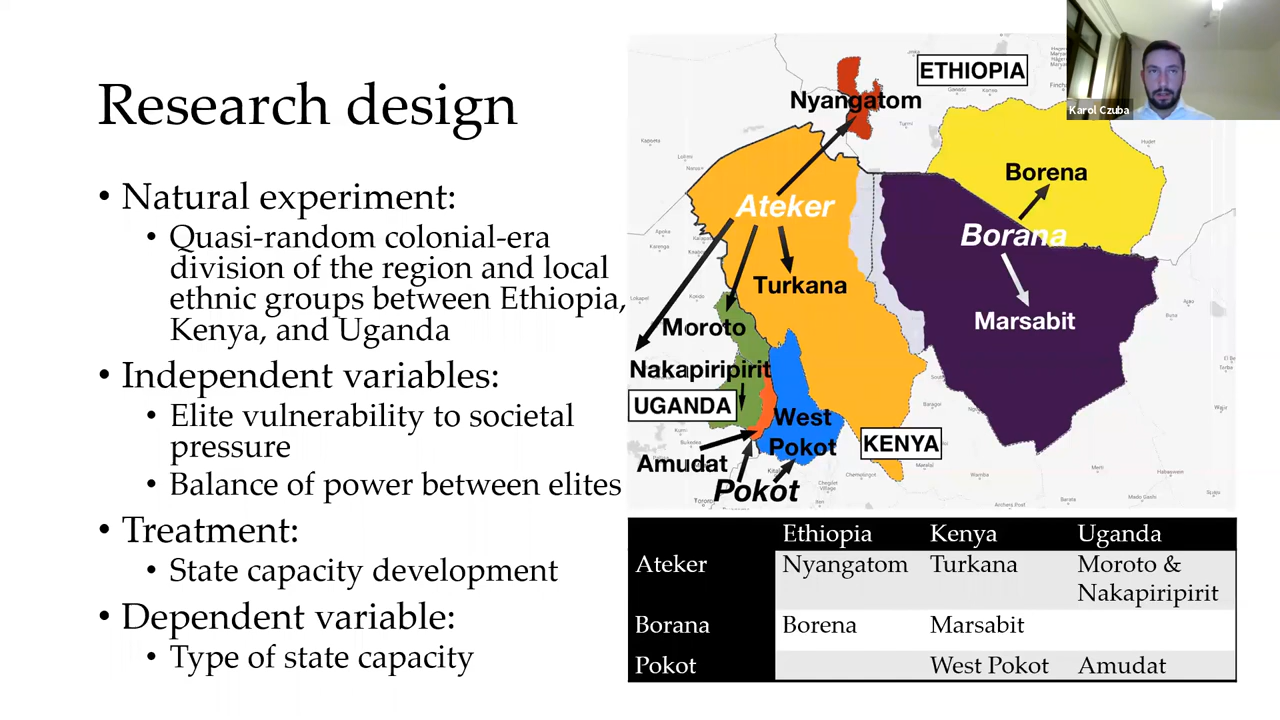 Research design
• Natural experiment:
• Quasi-random colonial-era
division of the region and local
ethnic groups between Ethiopia,
Kenya, and Uganda
• Independent variables:
• Elite vulnerability to societal
pressure
• Balance of power between elites
• Treatment:
• State capacity development
• Dependent variable:
• Type of state capacity
ETHIOPIA
Karol Czuba
Nyangatom
Borena
Ateker
Borana
Turkana
Marsabit
Moroto
Nakapiripirit
UGANDA
West
Pokot
KENYA
Amudat
Pokot
Ethiopia Kenya Uganda
Ateker Nyangatom Turkana Moroto &
Nakapiripirit
Borana Borena Marsabit
Pokot West Pokot Amudat